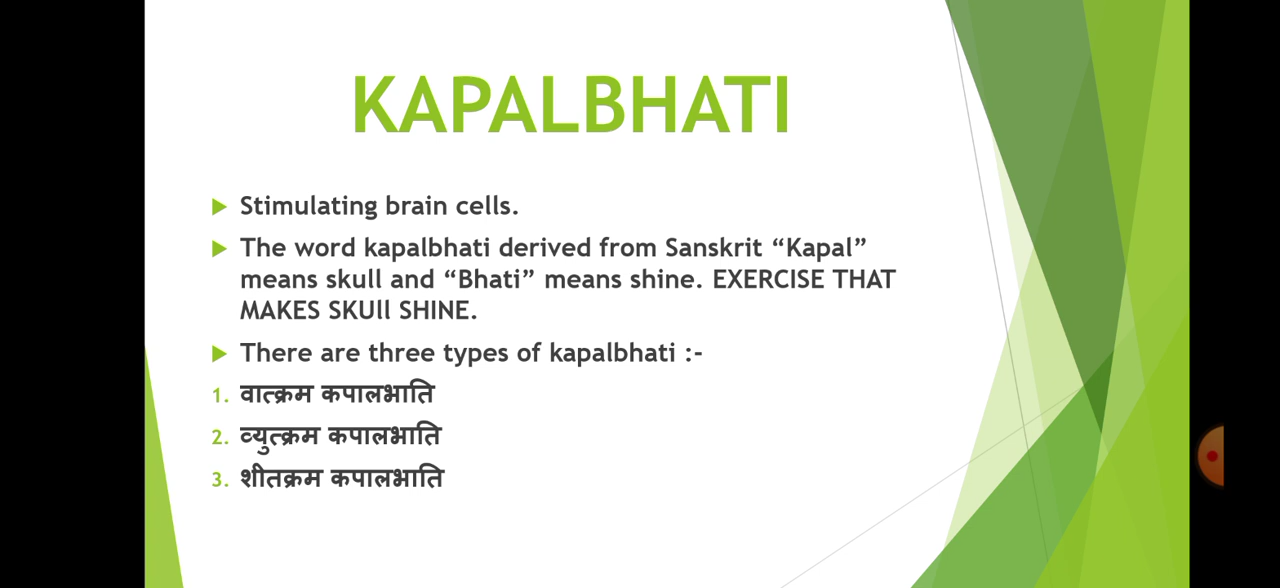 KAPALBHATI
Stimulating brain cells.
The word kapalbhati derived from Sanskrit “Kapal”
means skull and “Bhati” means shine. EXERCISE THAT
MAKES SKUll SHINE.
There are three types of kapalbhati :-
1. वात्क्रम कपालभाति
2. व्युत्क्रम कपालभाति
3. शीतक्रम कपालभाति